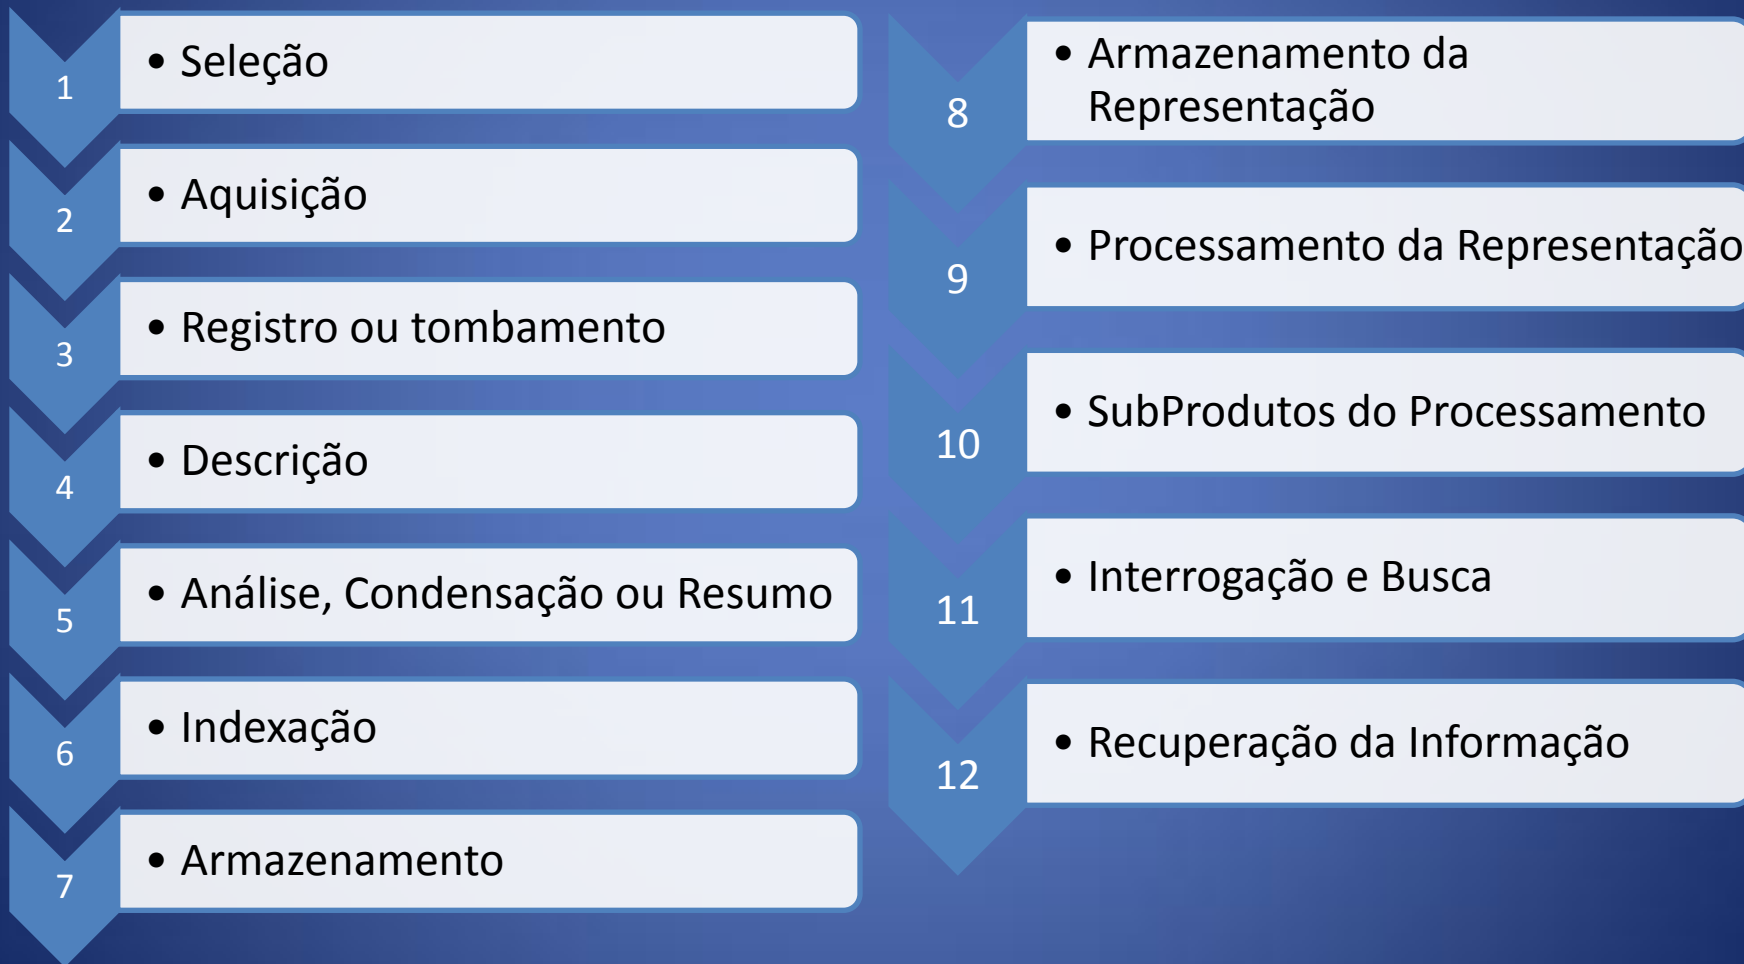 1
• Seleção
2
• Aquisição
3
• Registro ou tombamento
4
• Descrição
5
• Análise, Condensação ou Resumo
6
• Indexação
7
• Armazenamento
8
• Armazenamento da
Representação
9
• Processamento da Representação
10
• SubProdutos do Processamento
11
• Interrogação e Busca
12
• Recuperação da Informação